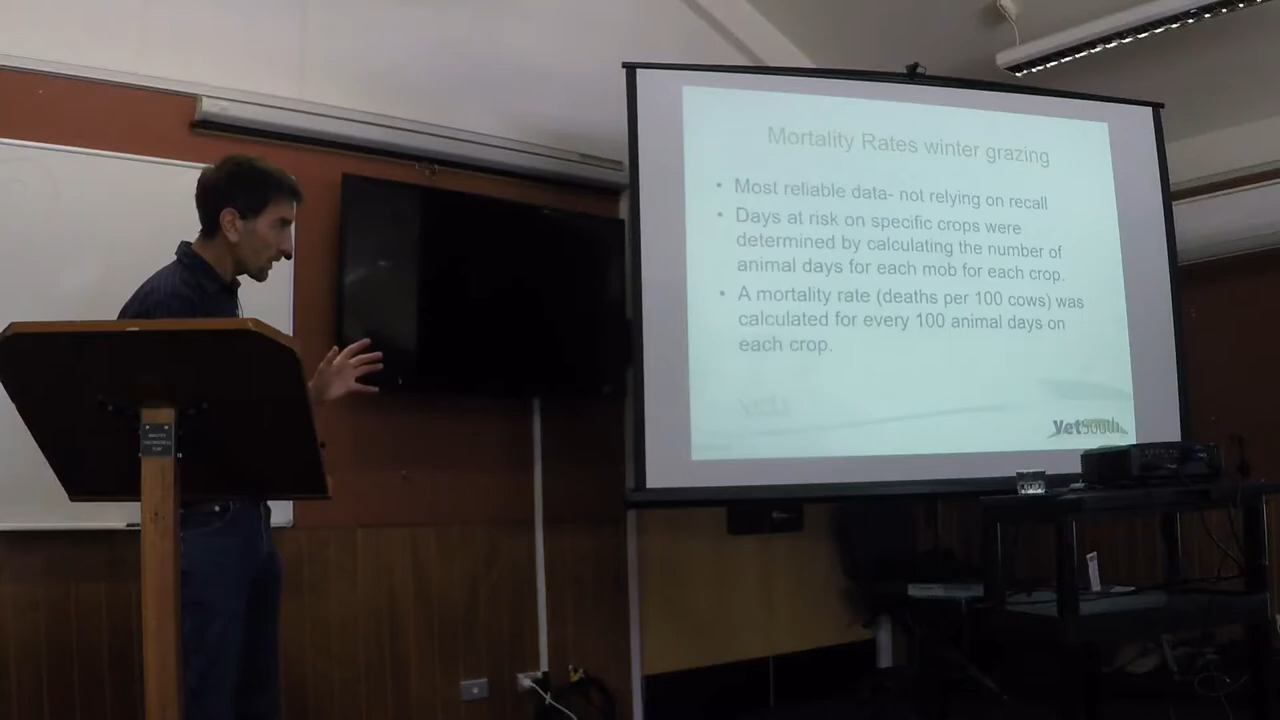 Mortality Rates winter grazing
• Most reliable data- not relying on recall
• Days at risk on specific crops were
determined by calculating the number of
animal days for each mob for each crop.
• A mortality rate (deaths per 100 cows) was
calculated for every 100 animal days on
each crop.
VetSouth